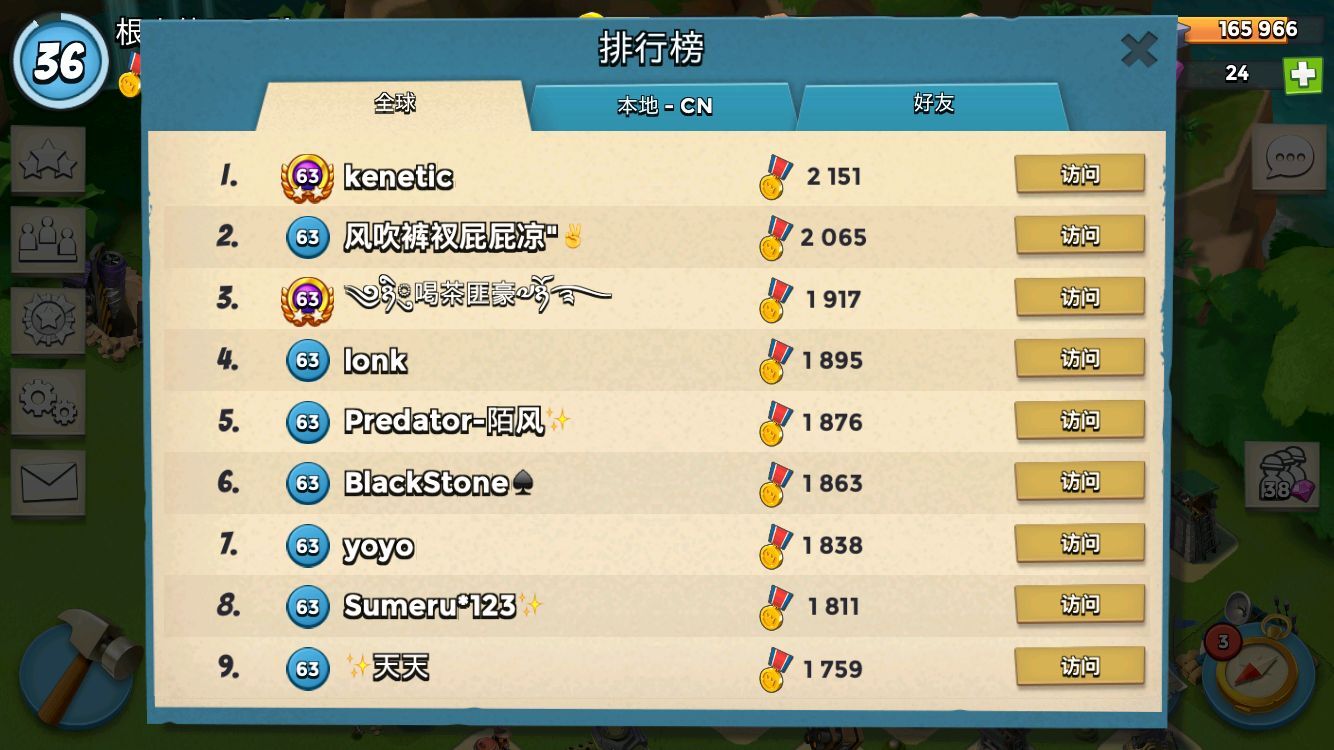 36
根
165 966
排行榜
24
全球
本地 - CN
好友
1. 63 kenetic 2 151 访问
2. 63 风吹裤衩屁屁凉"✌ 2 065 访问
3. 63 喝茶匪豪 1 917 访问
4. 63 lonk 1 895 访问
5. 63 Predator-陌风✨ 1 876 访问
6. 63 BlackStone♠ 1 863 访问
7. 63 yoyo 1 838 访问
8. 63 Sumeru*123✨ 1 811 访问
9. 63 ✨天天 1 759 访问
38
3